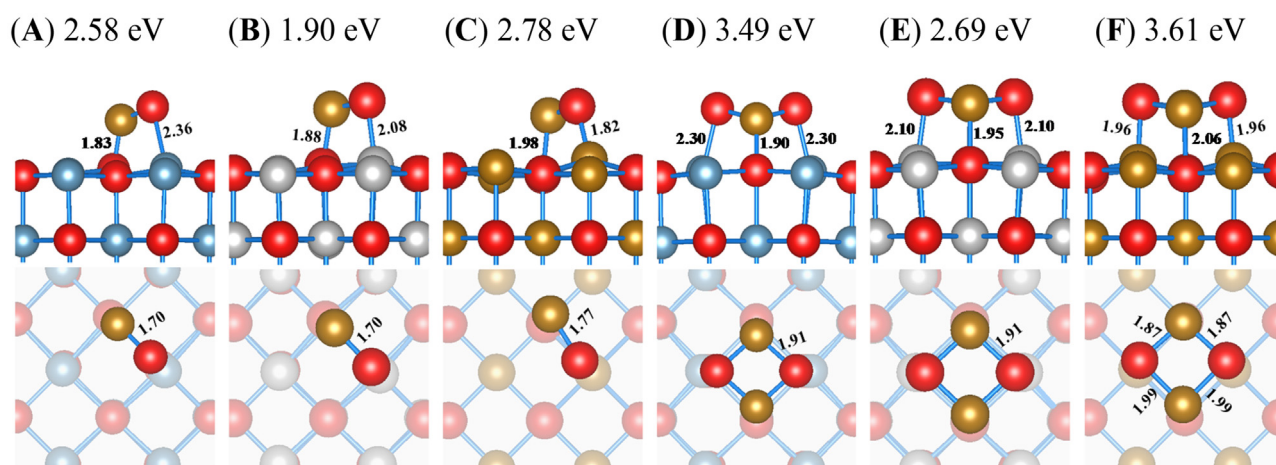 (A) 2.58 eV (B) 1.90 eV (C) 2.78 eV (D) 3.49 eV (E) 2.69 eV (F) 3.61 eV
1.83 2.36 1.88 2.08 1.98 1.82 2.30 1.90 2.30 2.10 1.95 2.10 1.96 2.06 1.96
1.70 1.70 1.77 1.91 1.91 1.87 1.87
1.99 1.99